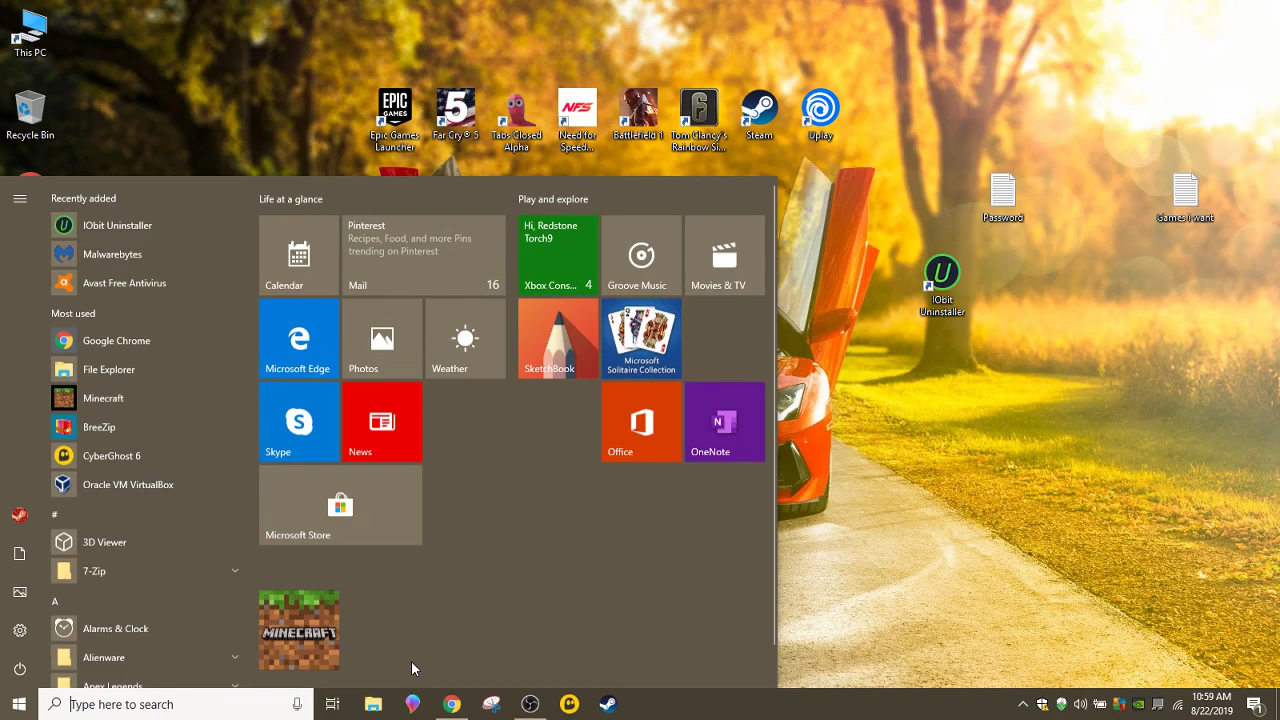 This PC
Recycle Bin
EPIC
GAMES
Epic Games
Launcher
5
Far Cry® 5
Tabs Closed
Alpha
NFS
Need for
Speed...
Battlefield 1
6
Tom Clancy's
Rainbow Si...
Steam
Uplay
Password
Games i want
IObit
Uninstaller
Recently added
IObit Uninstaller
Malwarebytes
Avast Free Antivirus
Most used
Google Chrome
File Explorer
Minecraft
BreeZip
CyberGhost 6
Oracle VM VirtualBox
#
3D Viewer
7-Zip
A
Alarms & Clock
Alienware
Apex Legends
Life at a glance
Calendar
Pinterest
Recipes, Food, and more Pins
trending on Pinterest
Mail 16
Microsoft Edge
Photos
Weather
Skype
News
Microsoft Store
MINECRAFT
Play and explore
Hi, Redstone
Torch9
Xbox Cons... 4
Groove Music
Movies & TV
SketchBook
Microsoft
Solitaire Collection
Office
OneNote
Type here to search
10:59 AM
8/22/2019
1